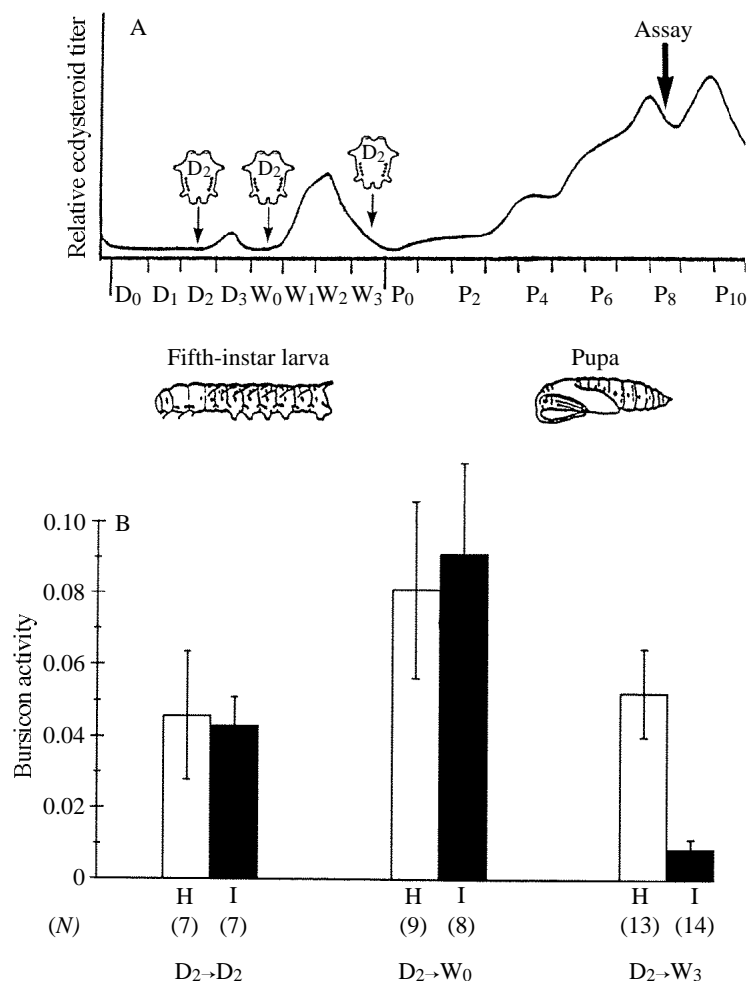 A
Assay
Relative ecdysteroid titer
D2 D2 D2
D0 D1 D2 D3 W0 W1 W2 W3 P0 P2 P4 P6 P8 P10
Fifth-instar larva Pupa
B
Bursicon activity
0.10
0.08
0.06
0.04
0.02
0
H I H I H I
(N) (7) (7) (9) (8) (13) (14)
D2→D2 D2→W0 D2→W3